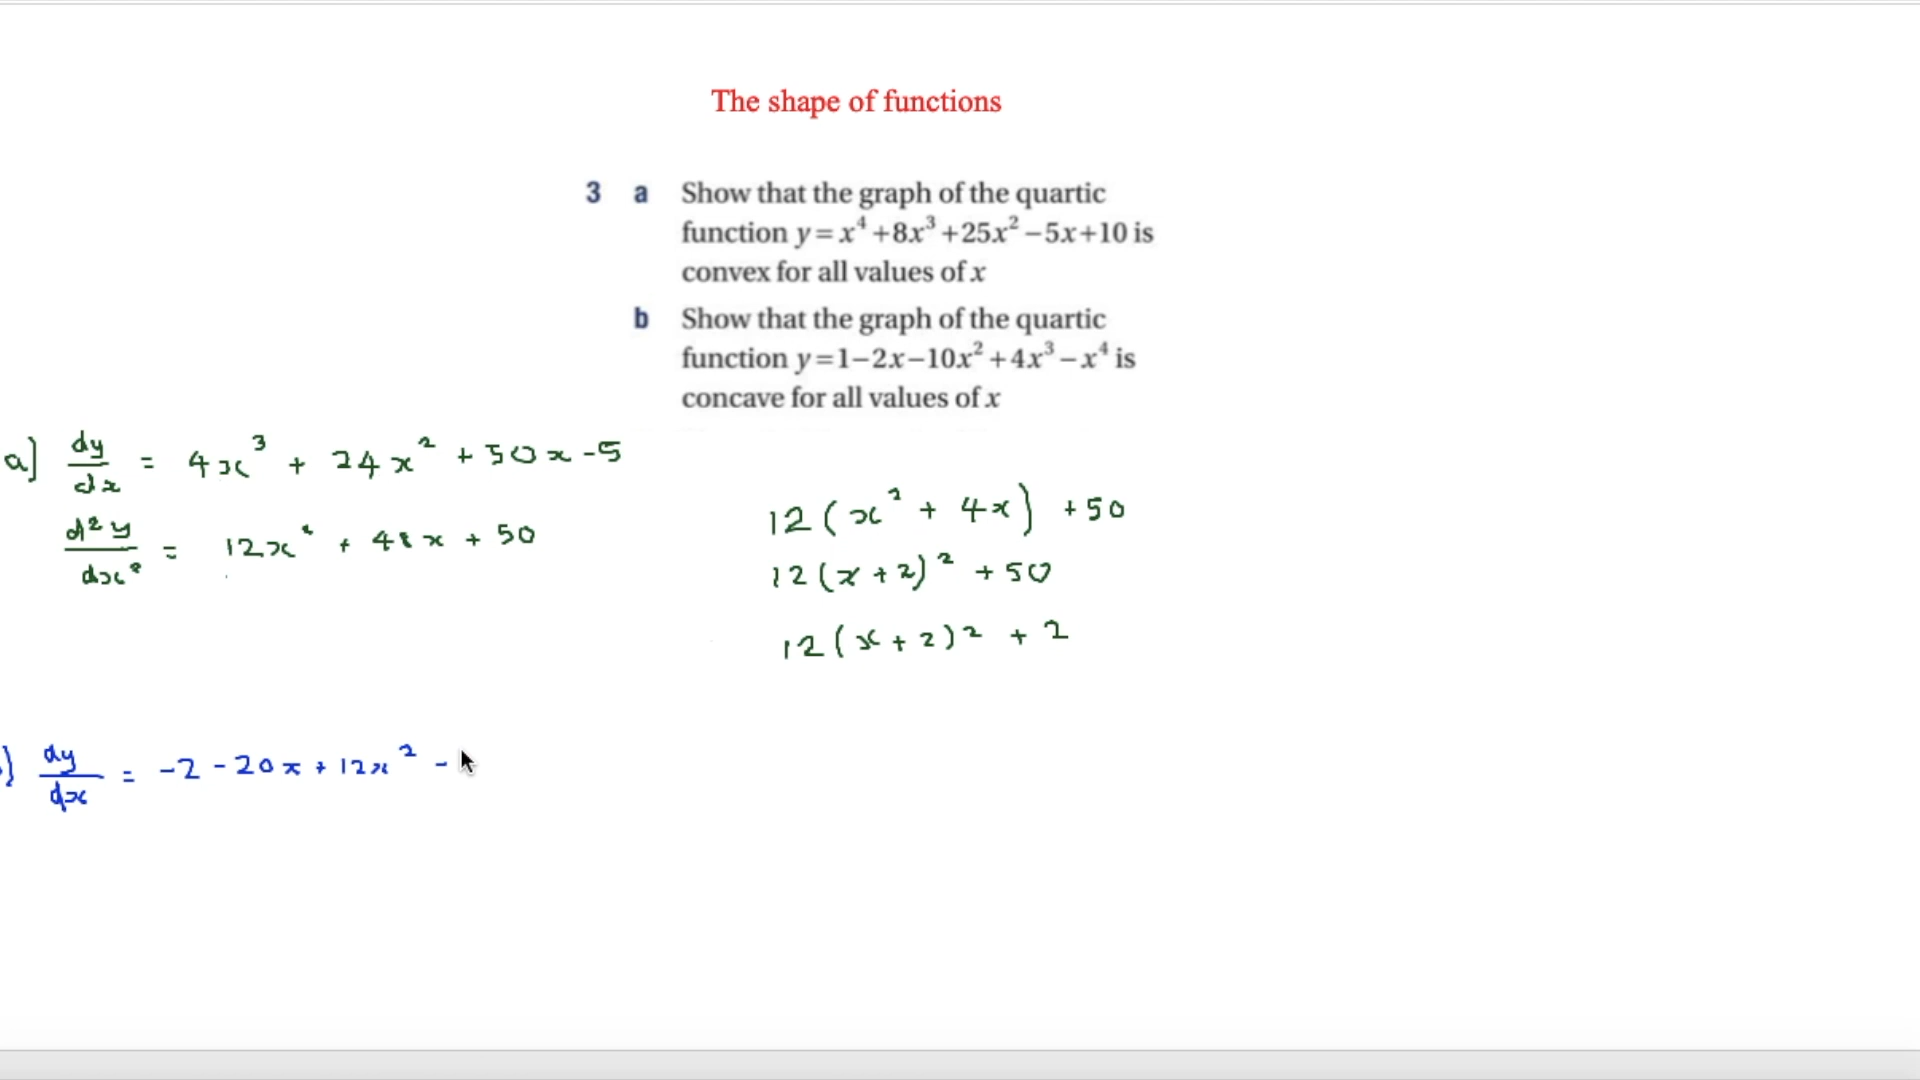 The shape of functions
3 a Show that the graph of the quartic
function y=x⁴+8x³+25x²−5x+10 is
convex for all values of x
b Show that the graph of the quartic
function y=1−2x−10x²+4x³−x⁴ is
concave for all values of x
a] dy/dx = 4x³ + 24x² + 50x -5
d²y/dx² = 12x² + 48x + 50
12(x² + 4x) + 50
12(x+2)² + 50
12(x+2)² + 2
) dy/dx = -2 -20x + 12x² -